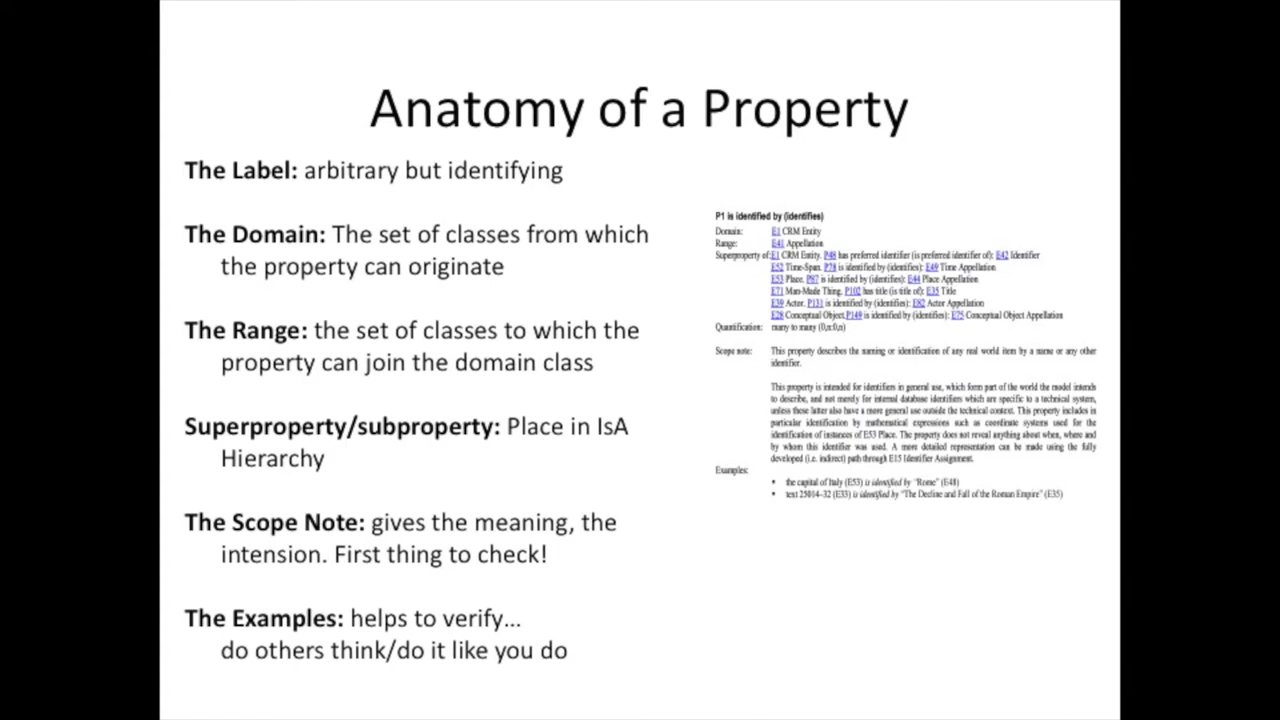 Anatomy of a Property
The Label: arbitrary but identifying
The Domain: The set of classes from which
the property can originate
The Range: the set of classes to which the
property can join the domain class
Superproperty/subproperty: Place in IsA
Hierarchy
The Scope Note: gives the meaning, the
intension. First thing to check!
The Examples: helps to verify...
do others think/do it like you do
P1 is identified by (identifies)
Domain: E1 CRM Entity
Range: E41 Appellation
Superproperty of:E1 CRM Entity. P48 has preferred identifier (is preferred identifier of): E42 Identifier
E52 Time-Span. P78 is identified by (identifies): E49 Time Appellation
E53 Place. P87 is identified by (identifies): E44 Place Appellation
E71 Man-Made Thing. P102 has title (is title of): E35 Title
E39 Actor. P131 is identified by (identifies): E82 Actor Appellation
E28 Conceptual Object.P149 is identified by (identifies): E75 Conceptual Object Appellation
Quantification: many to many (0,n:0,n)
Scope note: This property describes the naming or identification of any real world item by a name or any other
identifier.
This property is intended for identifiers in general use, which form part of the world the model intends
to describe, and not merely for internal database identifiers which are specific to a technical system,
unless these latter also have a more general use outside the technical context. This property includes in
particular identification by mathematical expressions such as coordinate systems used for the
identification of instances of E53 Place. The property does not reveal anything about when, where and
by whom this identifier was used. A more detailed representation can be made using the fully
developed (i.e. indirect) path through E15 Identifier Assignment.
Examples:
• the capital of Italy (E53) is identified by "Rome" (E48)
• text 25014-32 (E33) is identified by "The Decline and Fall of the Roman Empire" (E35)